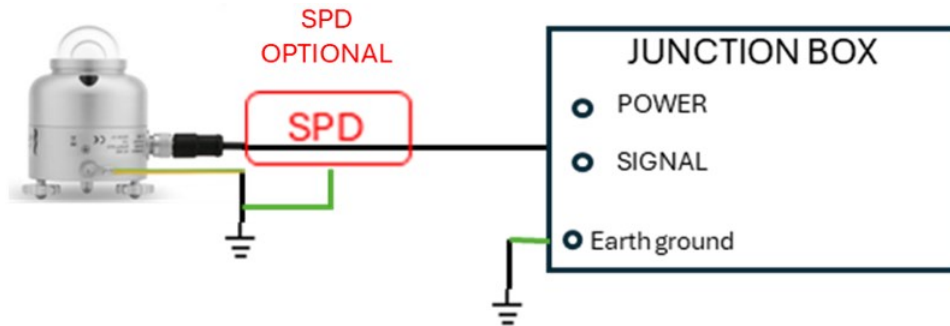 SPD
OPTIONAL
SPD
JUNCTION BOX
POWER
SIGNAL
Earth ground